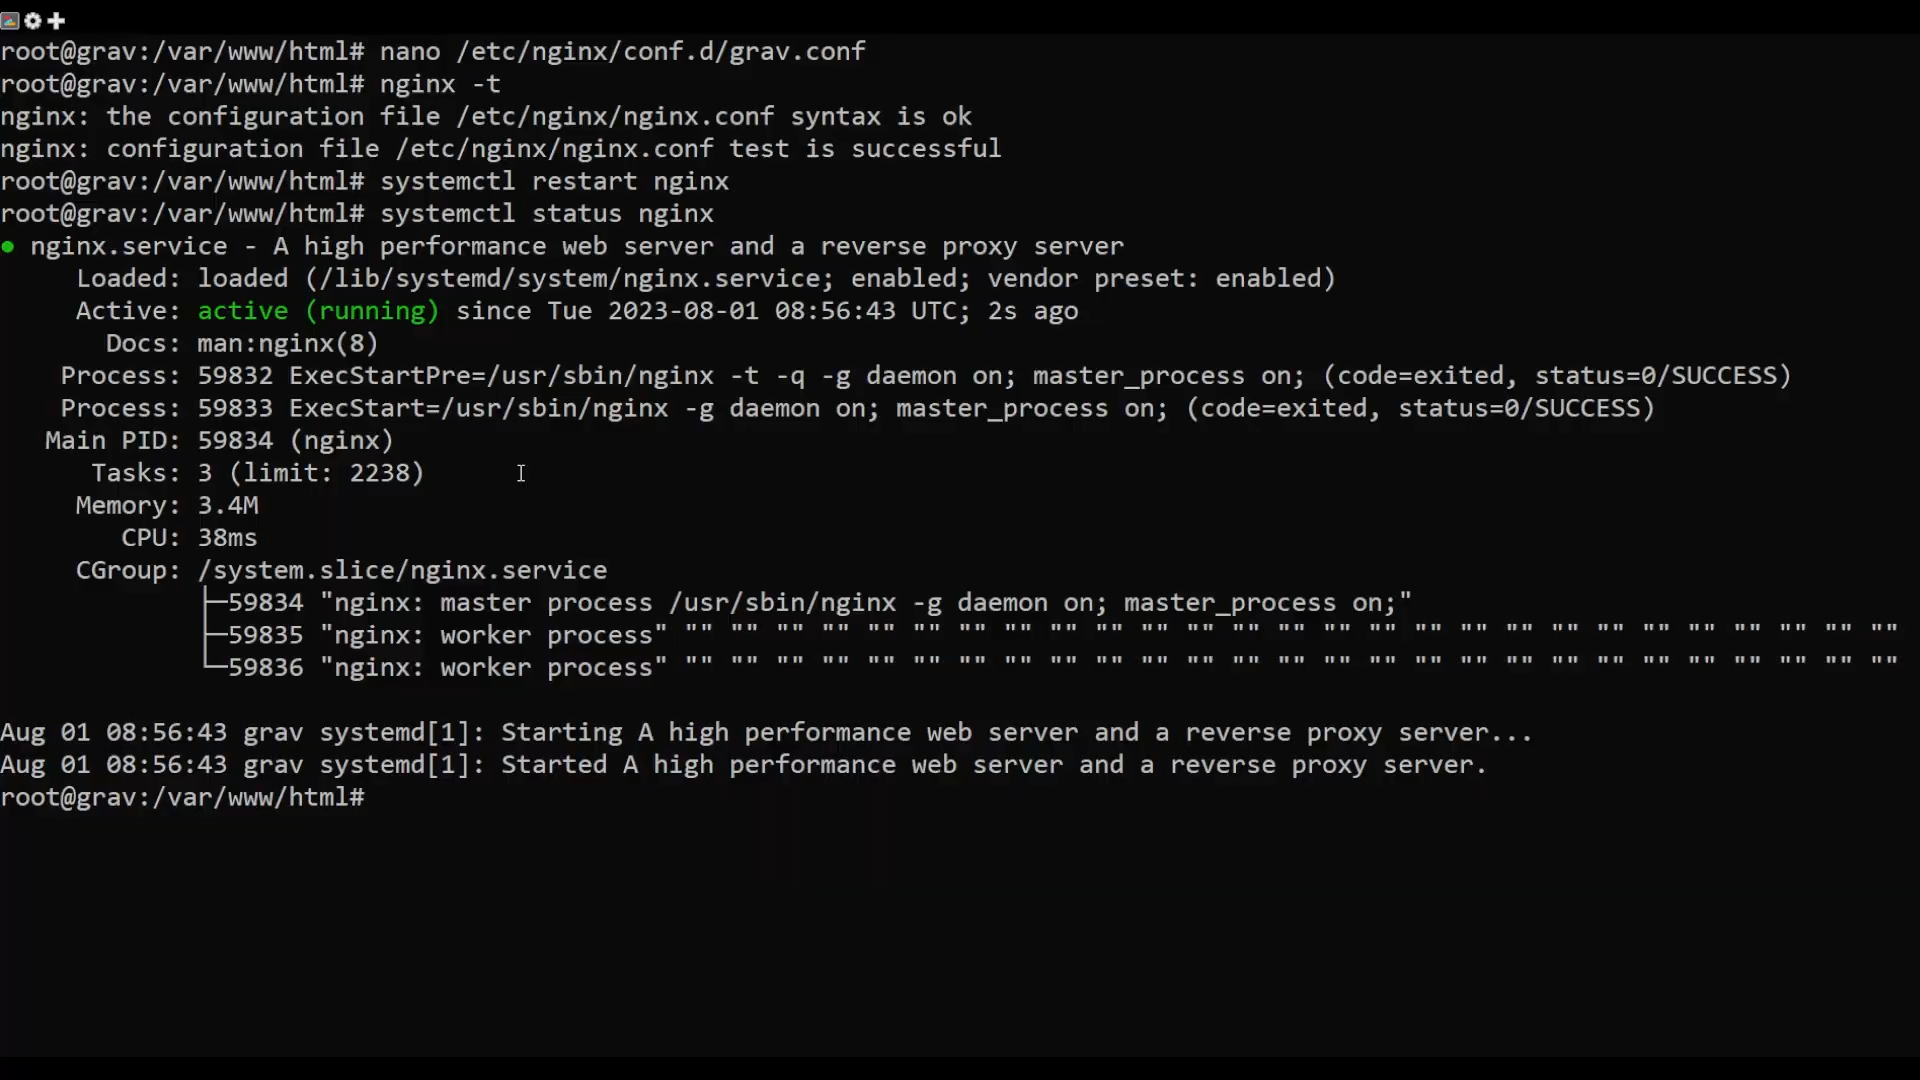 root@grav:/var/www/html# nano /etc/nginx/conf.d/grav.conf
root@grav:/var/www/html# nginx -t
nginx: the configuration file /etc/nginx/nginx.conf syntax is ok
nginx: configuration file /etc/nginx/nginx.conf test is successful
root@grav:/var/www/html# systemctl restart nginx
root@grav:/var/www/html# systemctl status nginx
● nginx.service - A high performance web server and a reverse proxy server
     Loaded: loaded (/lib/systemd/system/nginx.service; enabled; vendor preset: enabled)
     Active: active (running) since Tue 2023-08-01 08:56:43 UTC; 2s ago
       Docs: man:nginx(8)
    Process: 59832 ExecStartPre=/usr/sbin/nginx -t -q -g daemon on; master_process on; (code=exited, status=0/SUCCESS)
    Process: 59833 ExecStart=/usr/sbin/nginx -g daemon on; master_process on; (code=exited, status=0/SUCCESS)
   Main PID: 59834 (nginx)
      Tasks: 3 (limit: 2238)
     Memory: 3.4M
        CPU: 38ms
     CGroup: /system.slice/nginx.service
             ├─59834 "nginx: master process /usr/sbin/nginx -g daemon on; master_process on;"
             ├─59835 "nginx: worker process" "" "" "" "" "" "" "" "" "" "" "" "" "" "" "" "" "" "" "" "" "" "" "" "" "" "" ""
             └─59836 "nginx: worker process" "" "" "" "" "" "" "" "" "" "" "" "" "" "" "" "" "" "" "" "" "" "" "" "" "" "" ""
Aug 01 08:56:43 grav systemd[1]: Starting A high performance web server and a reverse proxy server...
Aug 01 08:56:43 grav systemd[1]: Started A high performance web server and a reverse proxy server.
root@grav:/var/www/html#